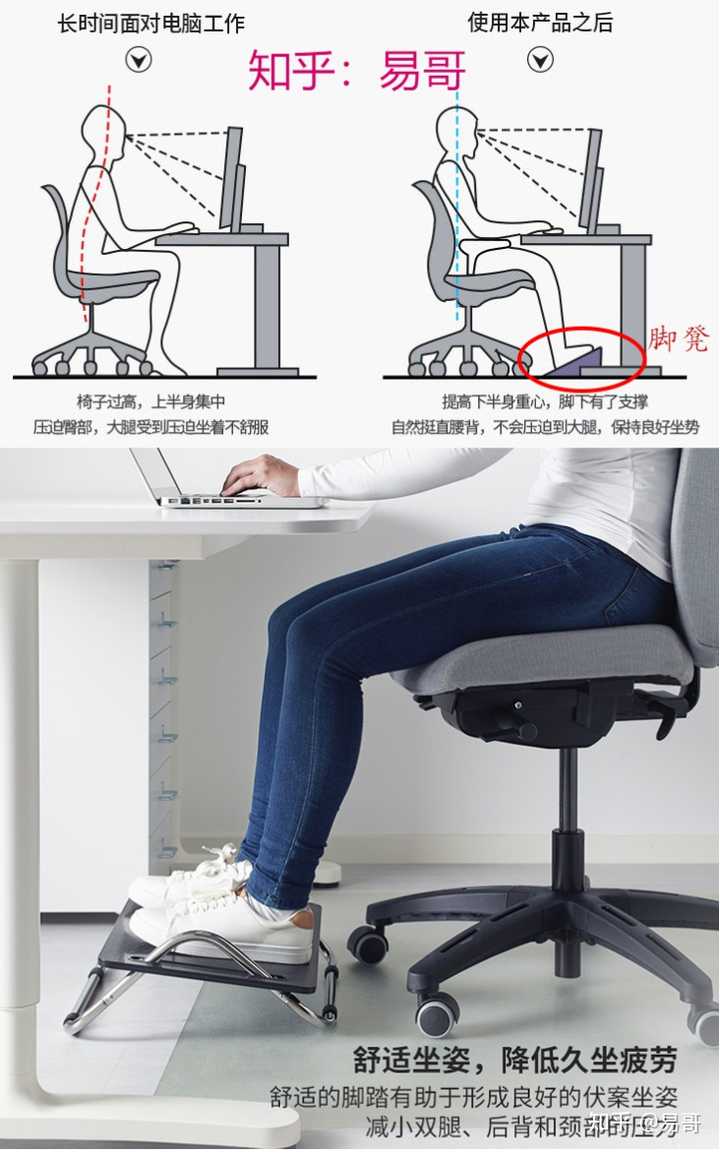 长时间面对电脑工作
使用本产品之后
知乎：易哥
脚凳
椅子过高，上半身集中
压迫臀部，大腿受到压迫坐着不舒服
提高下半身重心，脚下有了支撑
自然挺直腰背，不会压迫到大腿，保持良好坐势
舒适坐姿，降低久坐疲劳
舒适的脚踏有助于形成良好的伏案坐姿
减小双腿、后背和颈部的压力
知乎 @易哥